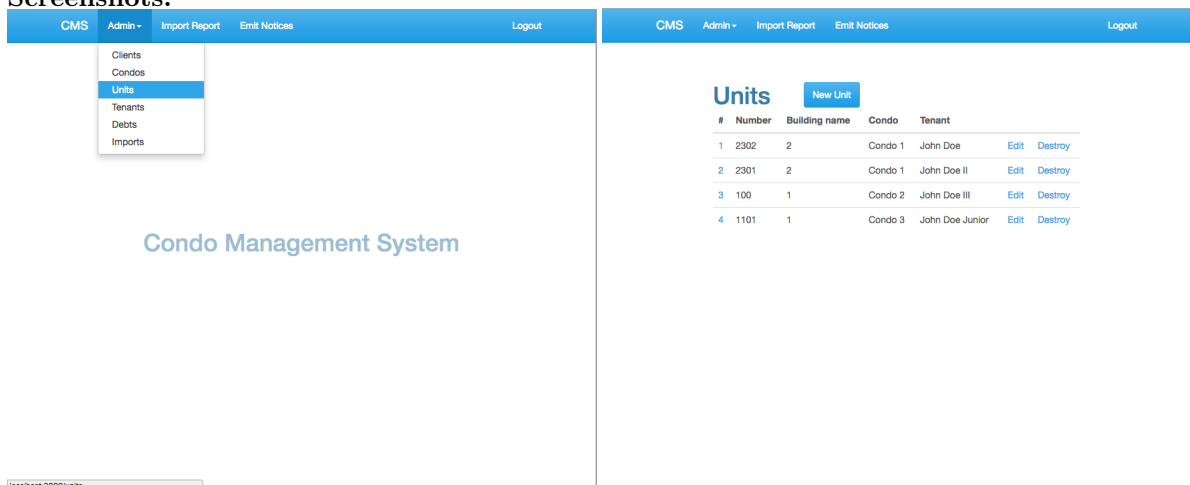 Screenshots:
CMS Admin Import Report Emit Notices Logout
Clients
Condos
Units
Tenants
Debts
Imports
Condo Management System
CMS Admin Import Report Emit Notices Logout
Units New Unit
# Number Building name Condo Tenant
1 2302 2 Condo 1 John Doe Edit Destroy
2 2301 2 Condo 1 John Doe II Edit Destroy
3 100 1 Condo 2 John Doe III Edit Destroy
4 1101 1 Condo 3 John Doe Junior Edit Destroy